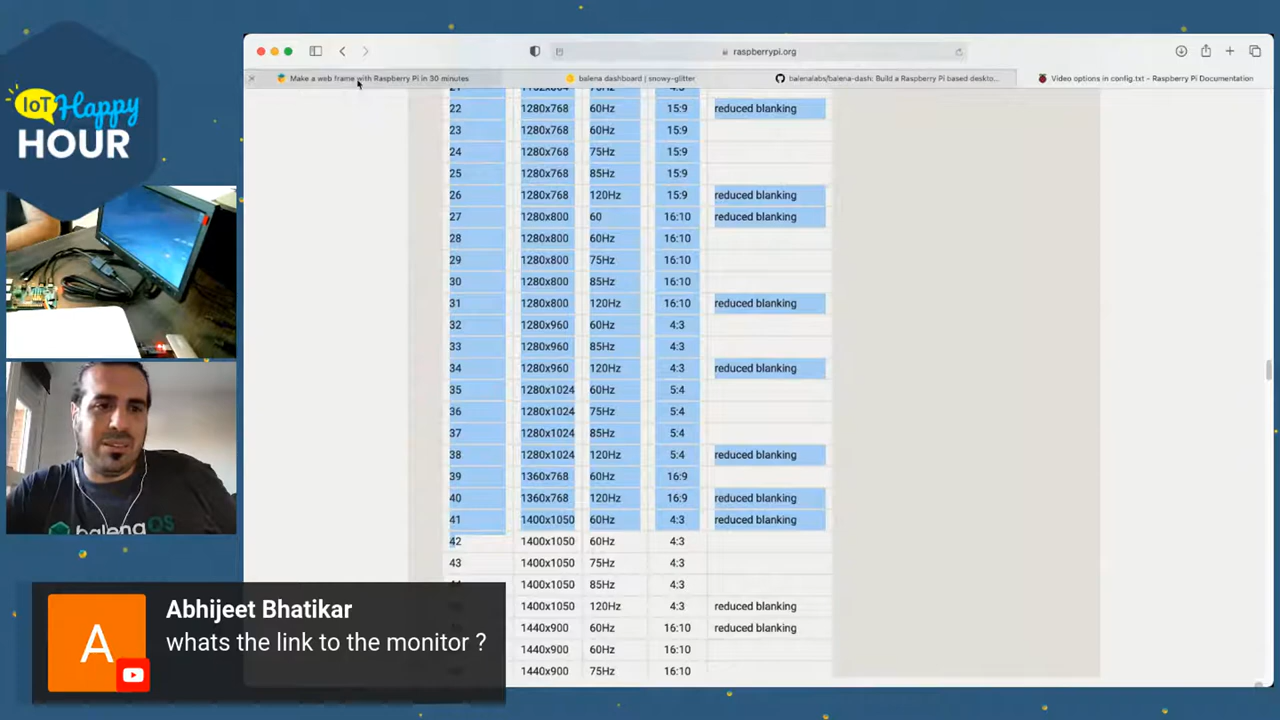 IoT Happy
HOUR
raspberrypi.org
Make a web frame with Raspberry Pi in 30 minutes
balena dashboard | snowy-glitter
balenalabs/balena-dash: Build a Raspberry Pi based deskto...
Video options in config.txt - Raspberry Pi Documentation
22 1280x768 60Hz 15:9 reduced blanking
23 1280x768 60Hz 15:9
24 1280x768 75Hz 15:9
25 1280x768 85Hz 15:9
26 1280x768 120Hz 15:9 reduced blanking
27 1280x800 60 16:10 reduced blanking
28 1280x800 60Hz 16:10
29 1280x800 75Hz 16:10
30 1280x800 85Hz 16:10
31 1280x800 120Hz 16:10 reduced blanking
32 1280x960 60Hz 4:3
33 1280x960 85Hz 4:3
34 1280x960 120Hz 4:3 reduced blanking
35 1280x1024 60Hz 5:4
36 1280x1024 75Hz 5:4
37 1280x1024 85Hz 5:4
38 1280x1024 120Hz 5:4 reduced blanking
39 1360x768 60Hz 16:9
40 1360x768 120Hz 16:9 reduced blanking
41 1400x1050 60Hz 4:3 reduced blanking
42 1400x1050 60Hz 4:3
43 1400x1050 75Hz 4:3
1400x1050 85Hz 4:3
1400x1050 120Hz 4:3 reduced blanking
1440x900 60Hz 16:10 reduced blanking
1440x900 60Hz 16:10
1440x900 75Hz 16:10
balenaOS
A
Abhijeet Bhatikar
whats the link to the monitor ?